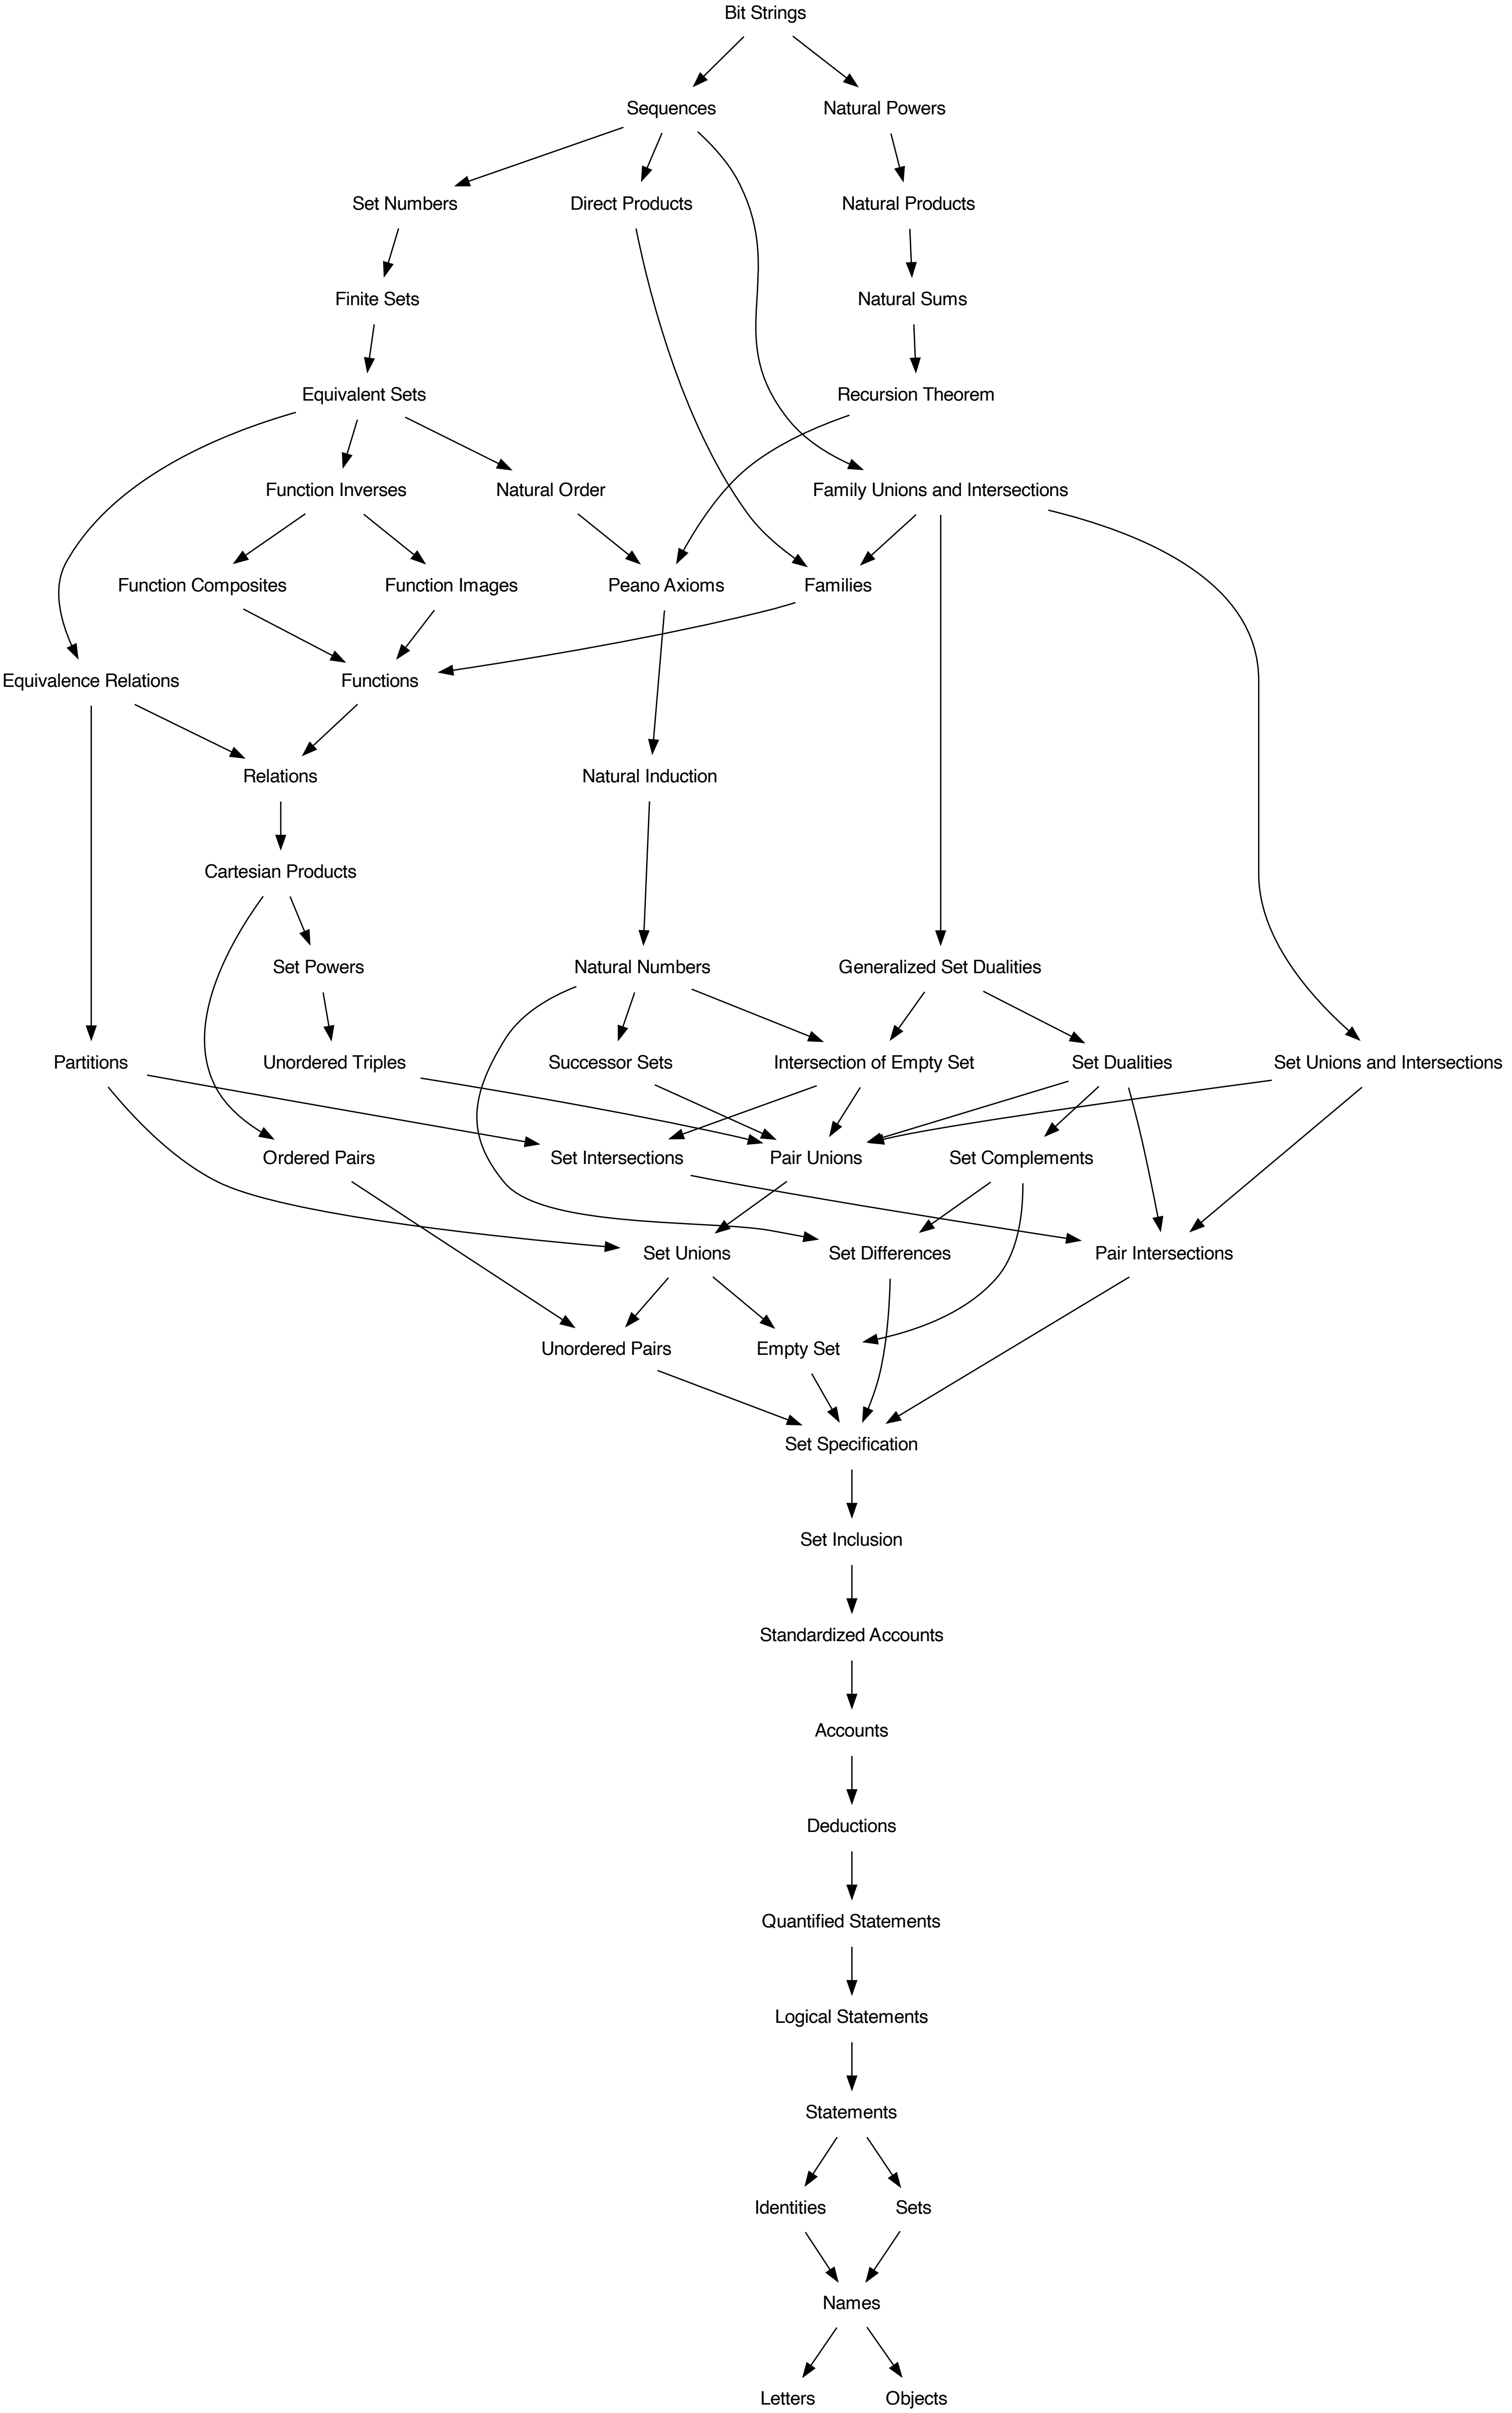 Bit Strings
Sequences
Natural Powers
Set Numbers
Direct Products
Natural Products
Finite Sets
Natural Sums
Equivalent Sets
Recursion Theorem
Function Inverses
Natural Order
Family Unions and Intersections
Function Composites
Function Images
Peano Axioms
Families
Equivalence Relations
Functions
Relations
Natural Induction
Cartesian Products
Set Powers
Natural Numbers
Generalized Set Dualities
Partitions
Unordered Triples
Successor Sets
Intersection of Empty Set
Set Dualities
Set Unions and Intersections
Ordered Pairs
Set Intersections
Pair Unions
Set Complements
Set Unions
Set Differences
Pair Intersections
Unordered Pairs
Empty Set
Set Specification
Set Inclusion
Standardized Accounts
Accounts
Deductions
Quantified Statements
Logical Statements
Statements
Identities
Sets
Names
Letters
Objects